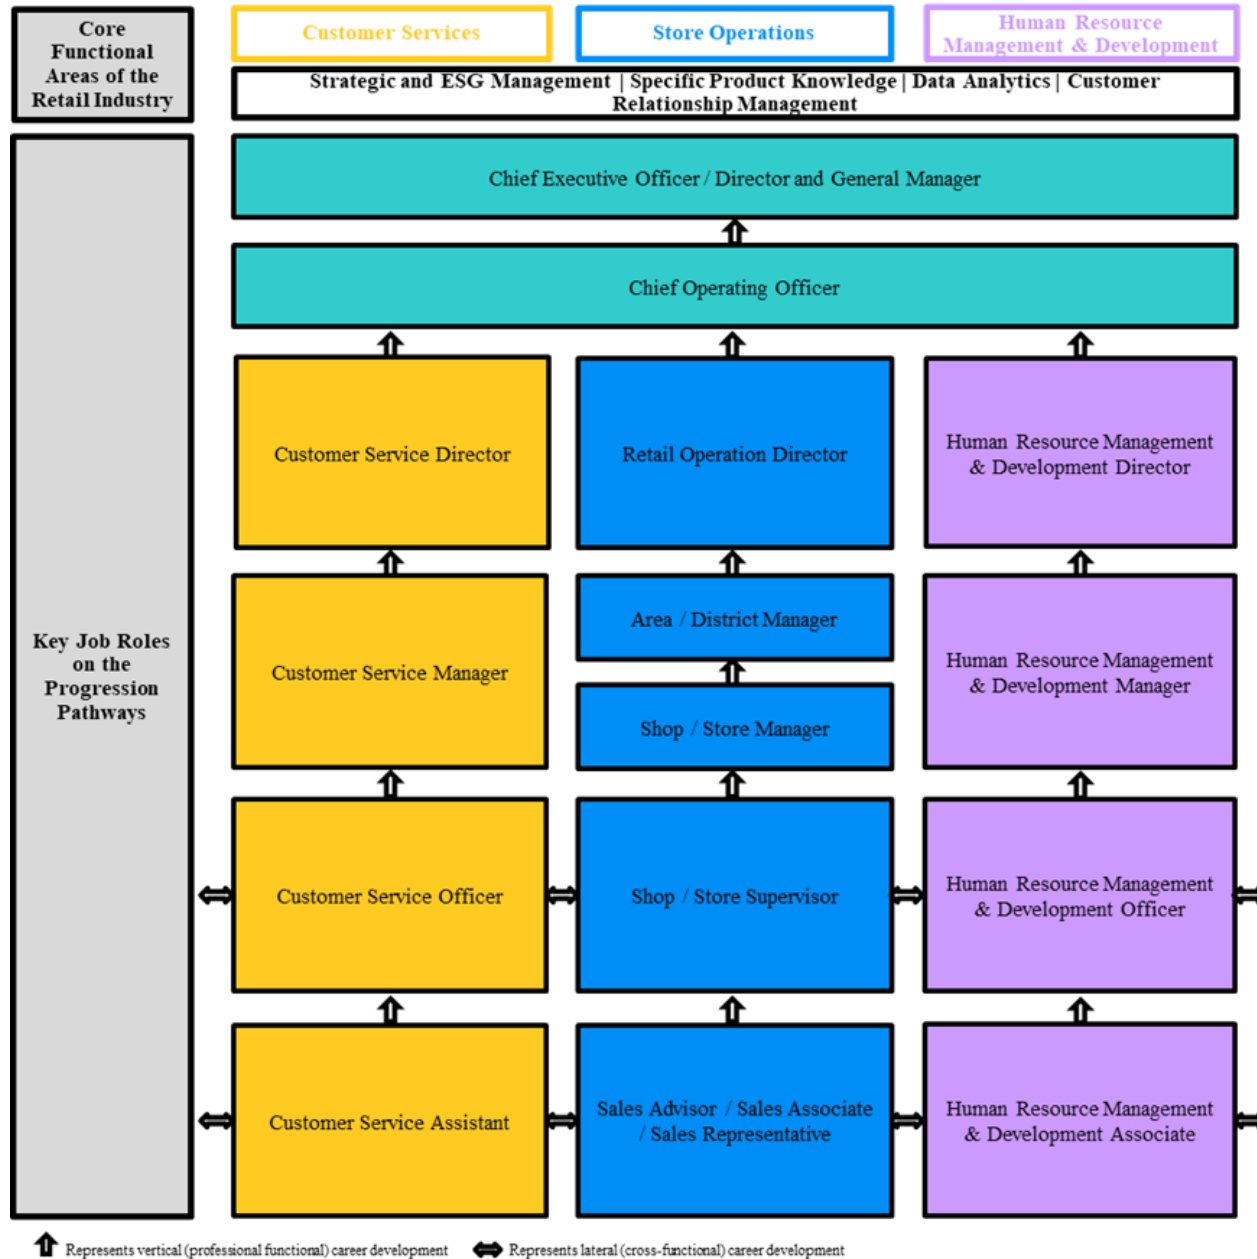 Core
Functional
Areas of the
Retail Industry
Customer Services
Store Operations
Human Resource
Management & Development
Strategic and ESG Management | Specific Product Knowledge | Data Analytics | Customer
Relationship Management
Key Job Roles
on the
Progression
Pathways
Chief Executive Officer / Director and General Manager
Chief Operating Officer
Customer Service Director
Retail Operation Director
Human Resource Management
& Development Director
Customer Service Manager
Area / District Manager
Shop / Store Manager
Human Resource Management
& Development Manager
Customer Service Officer
Shop / Store Supervisor
Human Resource Management
& Development Officer
Customer Service Assistant
Sales Advisor / Sales Associate
/ Sales Representative
Human Resource Management
& Development Associate
Represents vertical (professional functional) career development
Represents lateral (cross-functional) career development